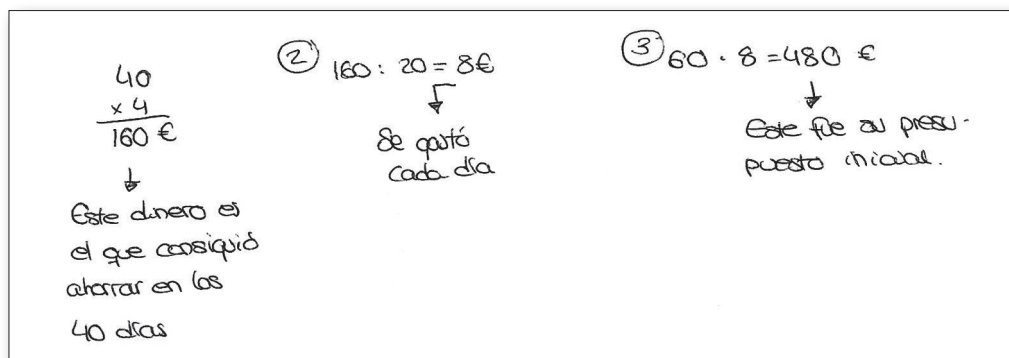 40
x 4
160 €
Este dinero es
el que consiguió
ahorrar en los
40 días
② 160 : 20 = 8€
Se gastó
cada día
③ 60 · 8 = 480 €
Este fue su presu-
puesto inicial.